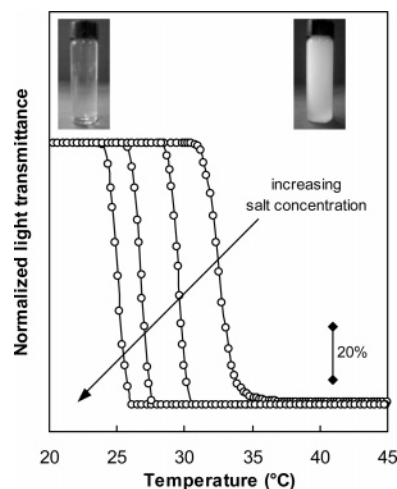 Normalized light transmittance
increasing
salt concentration
20%
20 25 30 35 40 45
Temperature (°C)